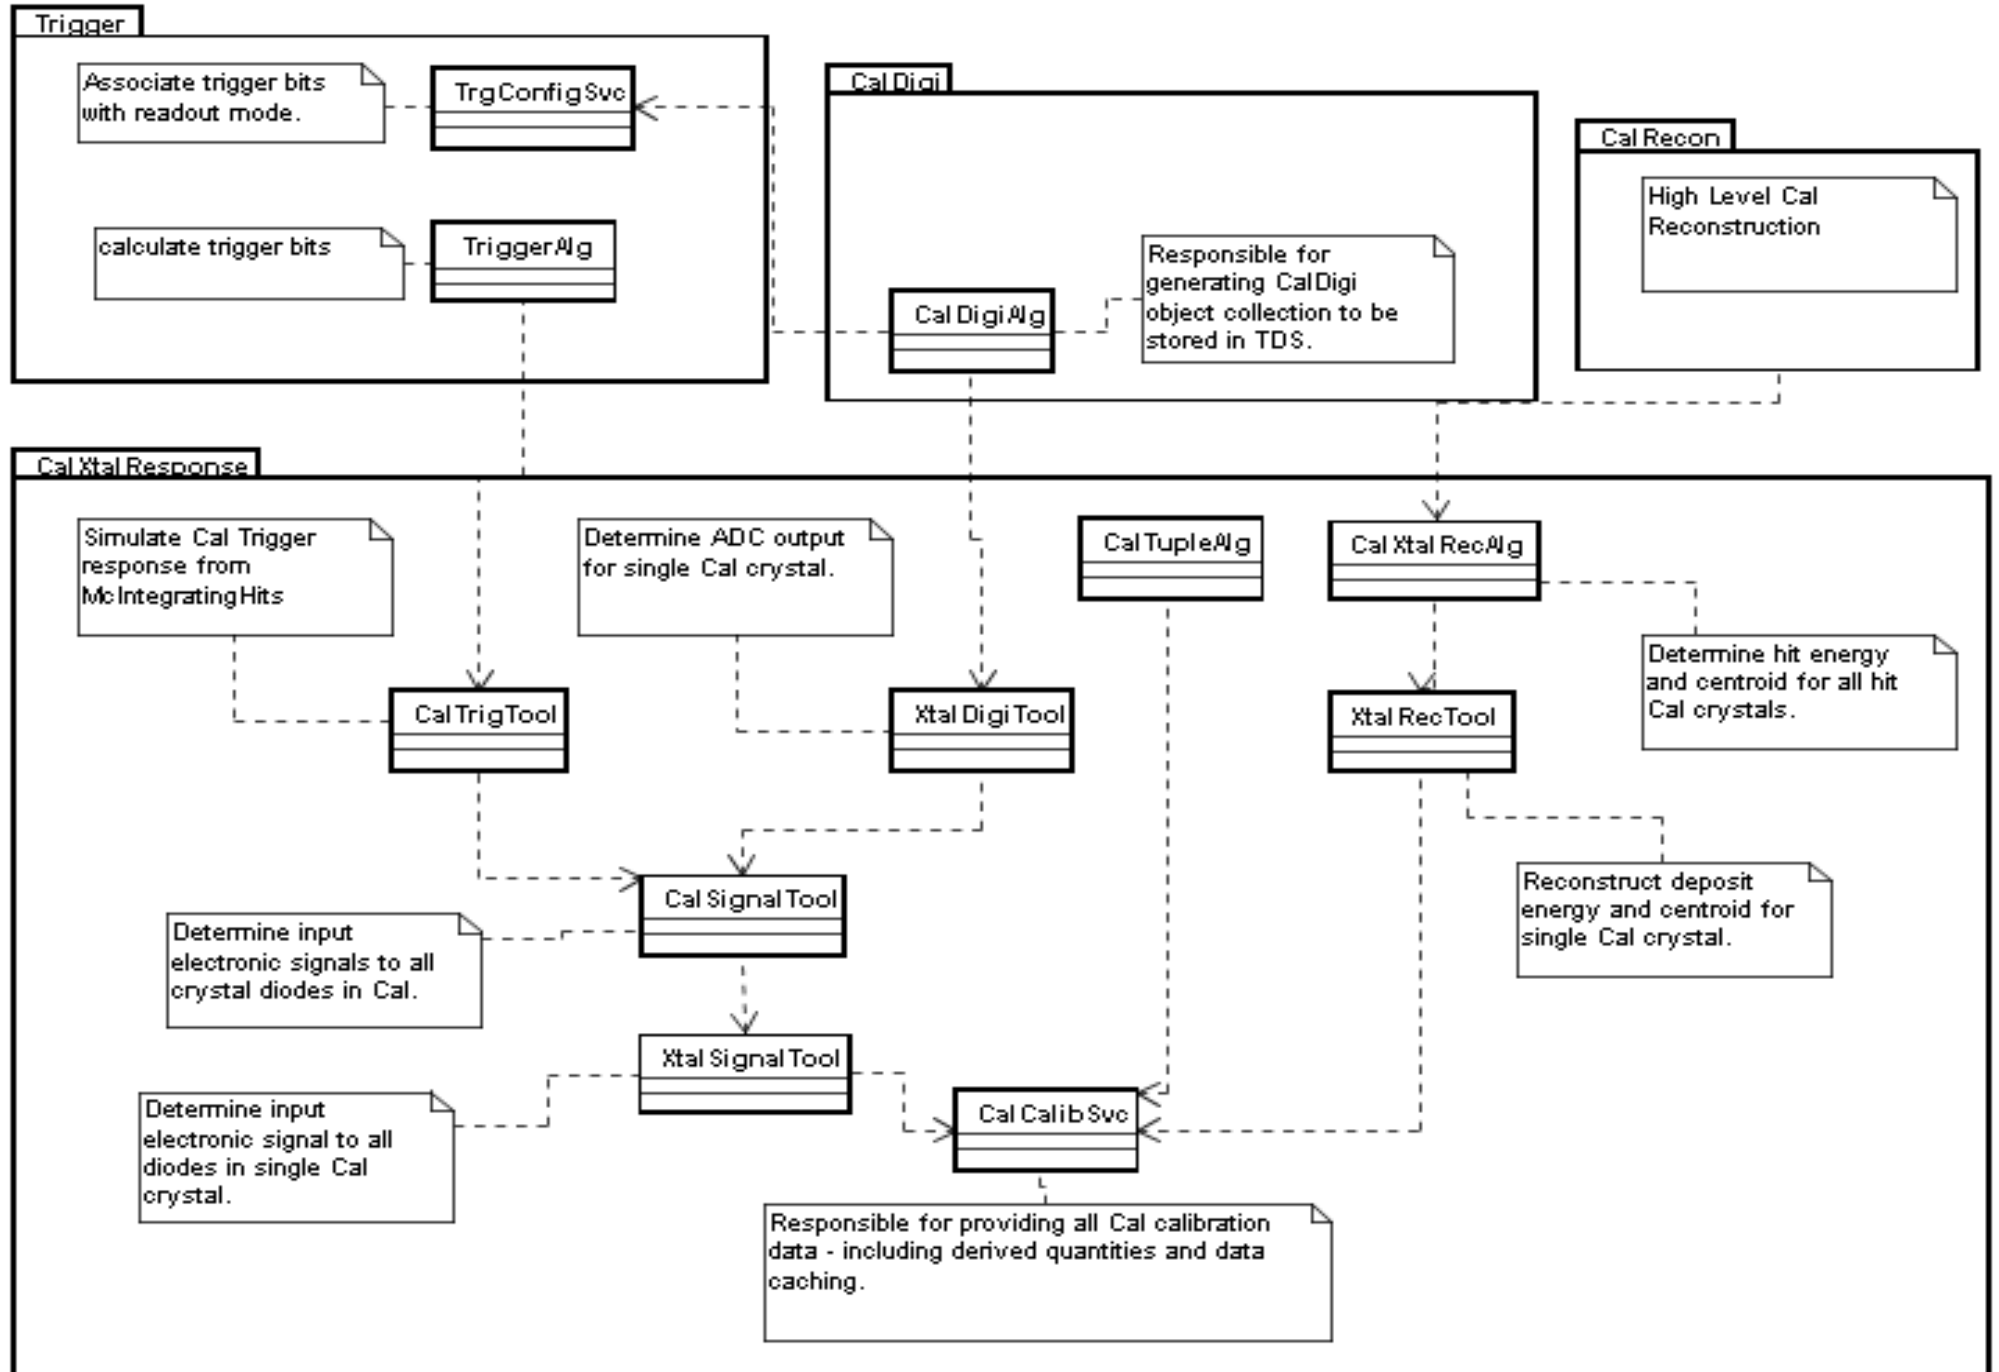 Trigger
Associate trigger bits
with readout mode.
TrgConfigSvc
calculate trigger bits
TriggerAlg
CalDigi
CalDigiAlg
Responsible for
generating CalDigi
object collection to be
stored in TDS.
CalRecon
High Level Cal
Reconstruction
CalXtalResponse
Simulate Cal Trigger
response from
McIntegratingHits
Determine ADC output
for single Cal crystal.
CalTupleAlg
CalXtalRecAlg
CalTrigTool
XtalDigiTool
XtalRecTool
Determine hit energy
and centroid for all hit
Cal crystals.
CalSignalTool
Determine input
electronic signals to all
crystal diodes in Cal.
Reconstruct deposit
energy and centroid for
single Cal crystal.
XtalSignalTool
Determine input
electronic signal to all
diodes in single Cal
crystal.
CalCalibSvc
Responsible for providing all Cal calibration
data - including derived quantities and data
caching.